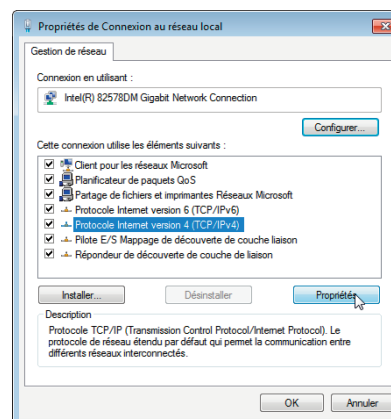 Propriétés de Connexion au réseau local
Gestion de réseau
Connexion en utilisant :
Intel(R) 82578DM Gigabit Network Connection
Configurer...
Cette connexion utilise les éléments suivants :
Client pour les réseaux Microsoft
Planificateur de paquets QoS
Partage de fichiers et imprimantes Réseaux Microsoft
Protocole Internet version 6 (TCP/IPv6)
Protocole Internet version 4 (TCP/IPv4)
Pilote E/S Mappage de découverte de couche liaison
Répondeur de découverte de couche de liaison
Installer...
Désinstaller
Propriétés
Description
Protocole TCP/IP (Transmission Control Protocol/Internet Protocol). Le
protocole de réseau étendu par défaut qui permet la communication entre
différents réseaux interconnectés.
OK
Annuler